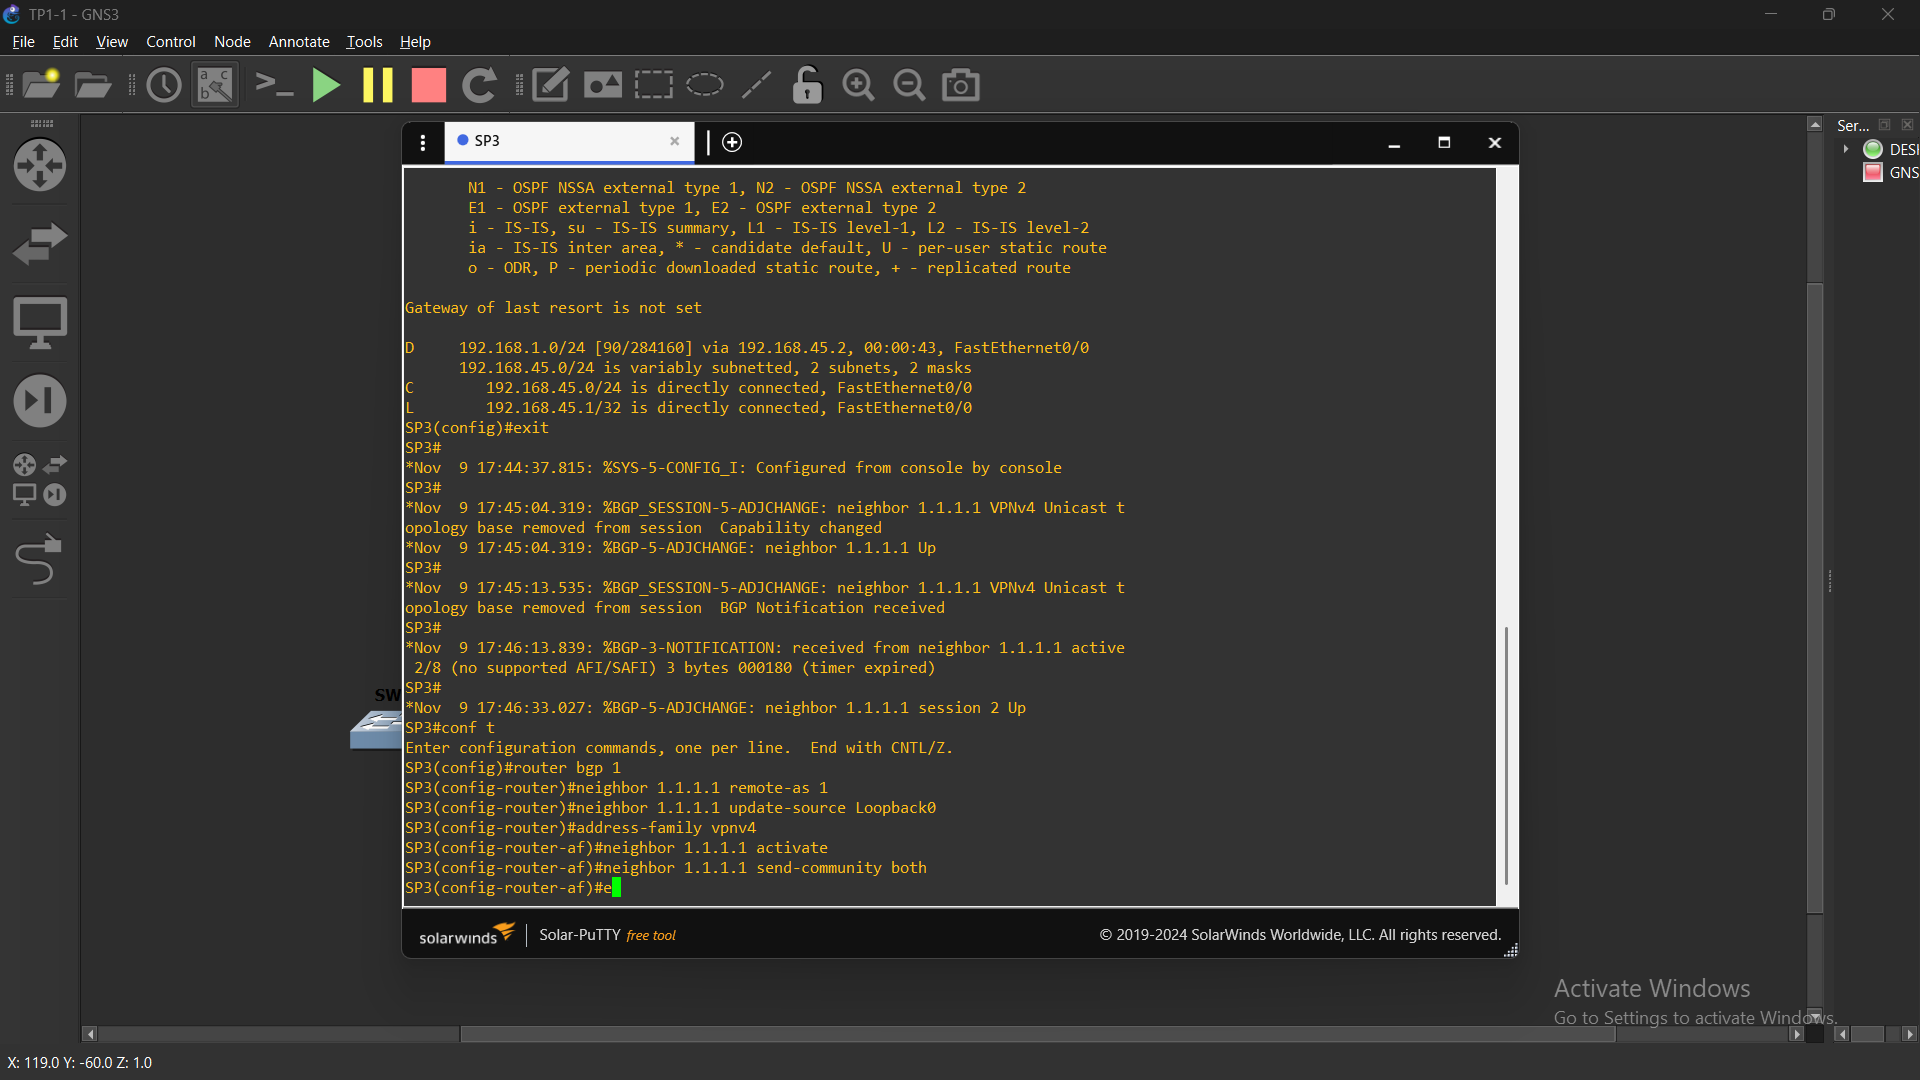 TP1-1 - GNS3
File Edit View Control Node Annotate Tools Help
a c
b
SP3
Ser...
DESI
GNS
N1 - OSPF NSSA external type 1, N2 - OSPF NSSA external type 2
E1 - OSPF external type 1, E2 - OSPF external type 2
i - IS-IS, su - IS-IS summary, L1 - IS-IS level-1, L2 - IS-IS level-2
ia - IS-IS inter area, * - candidate default, U - per-user static route
o - ODR, P - periodic downloaded static route, + - replicated route
Gateway of last resort is not set
D     192.168.1.0/24 [90/284160] via 192.168.45.2, 00:00:43, FastEthernet0/0
192.168.45.0/24 is variably subnetted, 2 subnets, 2 masks
C        192.168.45.0/24 is directly connected, FastEthernet0/0
L        192.168.45.1/32 is directly connected, FastEthernet0/0
SP3(config)#exit
SP3#
*Nov  9 17:44:37.815: %SYS-5-CONFIG_I: Configured from console by console
SP3#
*Nov  9 17:45:04.319: %BGP_SESSION-5-ADJCHANGE: neighbor 1.1.1.1 VPNv4 Unicast t
opology base removed from session  Capability changed
*Nov  9 17:45:04.319: %BGP-5-ADJCHANGE: neighbor 1.1.1.1 Up
SP3#
*Nov  9 17:45:13.535: %BGP_SESSION-5-ADJCHANGE: neighbor 1.1.1.1 VPNv4 Unicast t
opology base removed from session  BGP Notification received
SP3#
*Nov  9 17:46:13.839: %BGP-3-NOTIFICATION: received from neighbor 1.1.1.1 active
2/8 (no supported AFI/SAFI) 3 bytes 000180 (timer expired)
SP3#
*Nov  9 17:46:33.027: %BGP-5-ADJCHANGE: neighbor 1.1.1.1 session 2 Up
SP3#conf t
Enter configuration commands, one per line.  End with CNTL/Z.
SP3(config)#router bgp 1
SP3(config-router)#neighbor 1.1.1.1 remote-as 1
SP3(config-router)#neighbor 1.1.1.1 update-source Loopback0
SP3(config-router)#address-family vpnv4
SP3(config-router-af)#neighbor 1.1.1.1 activate
SP3(config-router-af)#neighbor 1.1.1.1 send-community both
SP3(config-router-af)#e
SW
solarwinds Solar-PuTTY free tool © 2019-2024 SolarWinds Worldwide, LLC. All rights reserved.
Activate Windows
Go to Settings to activate Windows.
X: 119.0 Y: -60.0 Z: 1.0